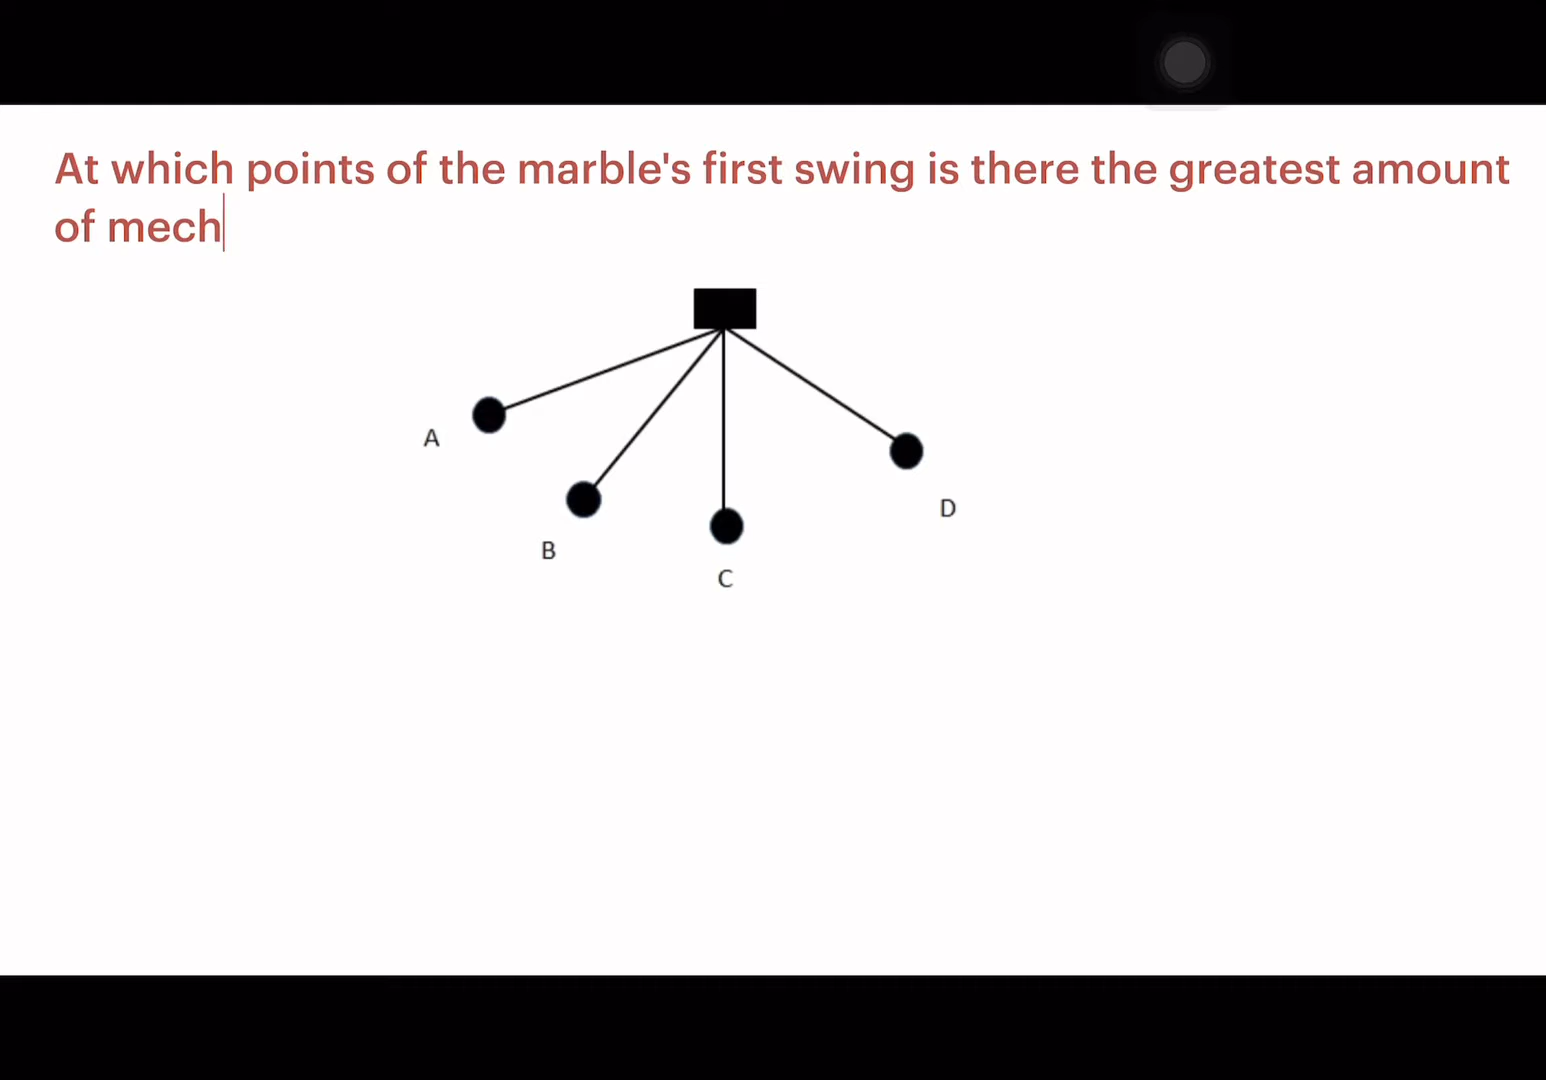 At which points of the marble's first swing is there the greatest amount
of mech
A
D
B
C